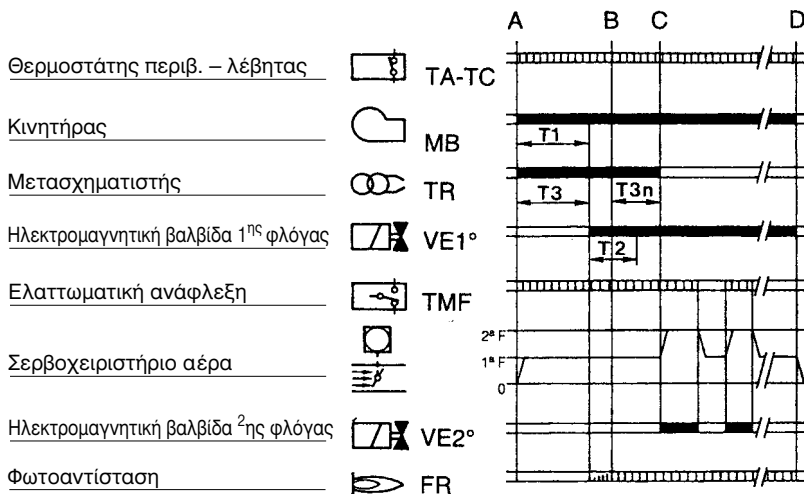 A B C D
Θερμοστάτης περιβ. – λέβητας TA-TC
Κινητήρας MB
T1
Μετασχηματιστής TR
T3 T3n
Ηλεκτρομαγνητική βαλβίδα 1ης φλόγας VE1°
T2
Ελαττωματική ανάφλεξη TMF
2ª F
Σερβοχειριστήριο αέρα 1ª F
0
Ηλεκτρομαγνητική βαλβίδα 2ης φλόγας VE2°
Φωτοαντίσταση FR